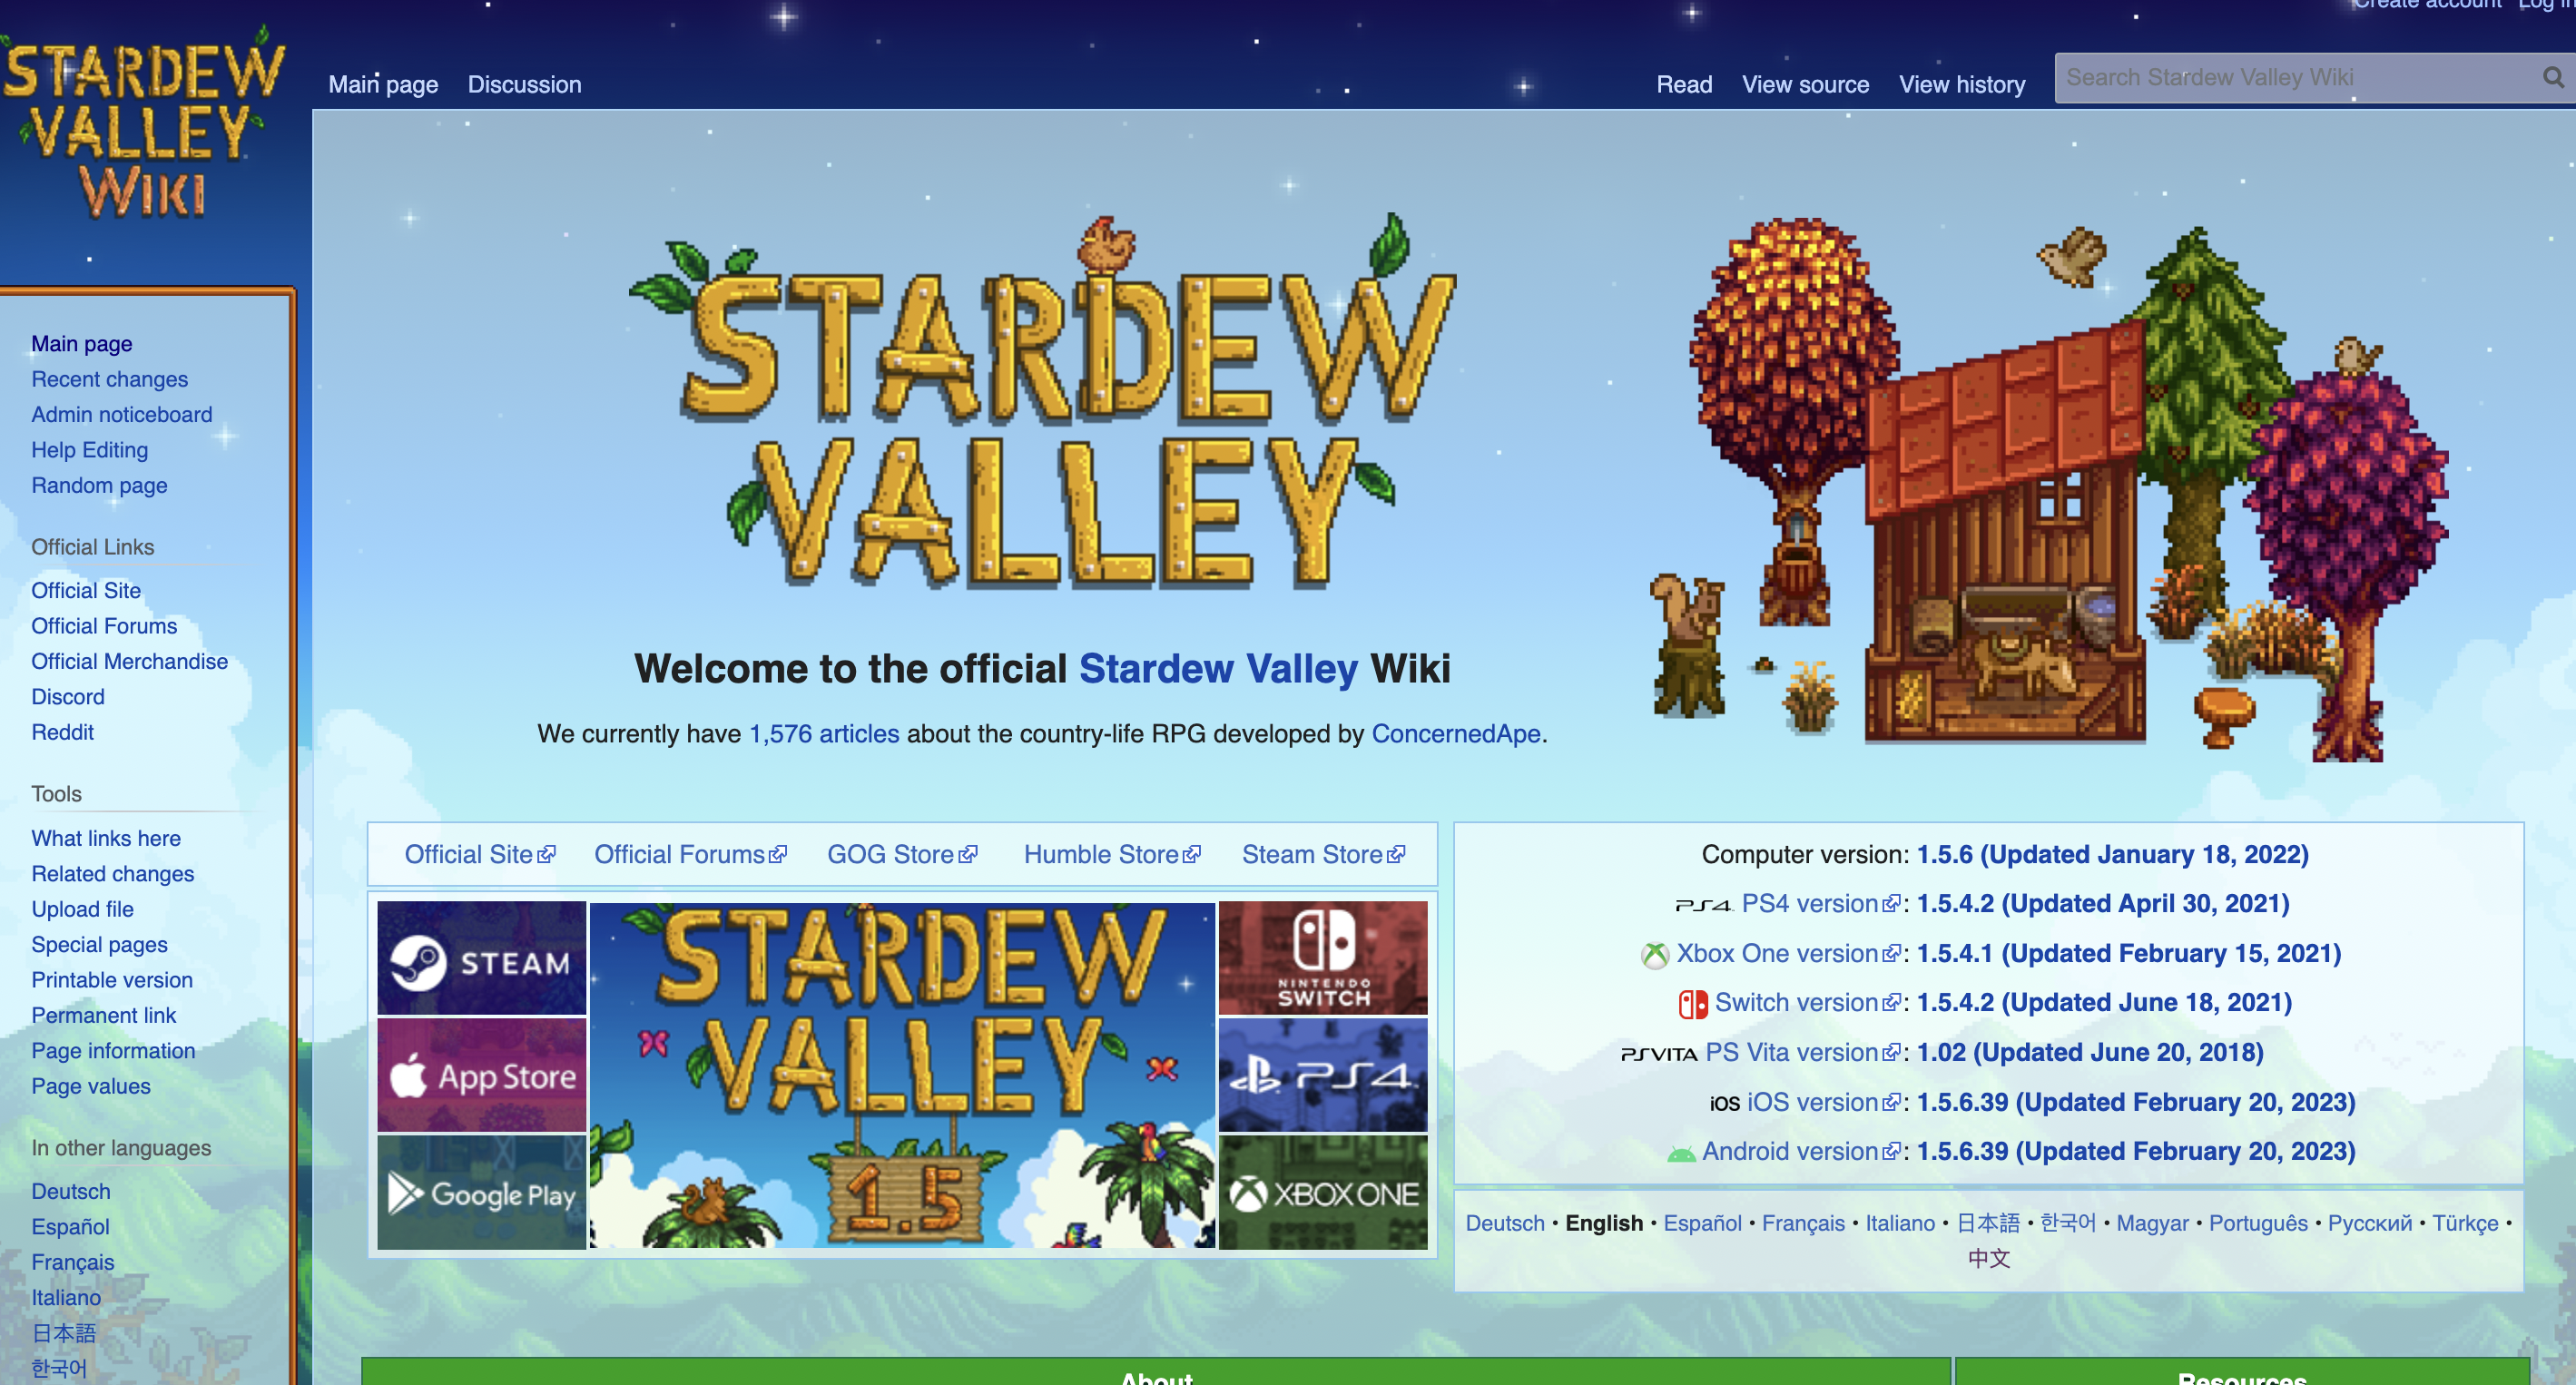 Create account Log in
STARDEW
VALLEY
WIKI
Main page Discussion
Read View source View history
Search Stardew Valley Wiki
Main page
Recent changes
Admin noticeboard
Help Editing
Random page
Official Links
Official Site
Official Forums
Official Merchandise
Discord
Reddit
Tools
What links here
Related changes
Upload file
Special pages
Printable version
Permanent link
Page information
Page values
In other languages
Deutsch
Español
Français
Italiano
日本語
한국어
STARDEW
VALLEY
Welcome to the official Stardew Valley Wiki
We currently have 1,576 articles about the country-life RPG developed by ConcernedApe.
Official Site Official Forums GOG Store Humble Store Steam Store
STEAM
App Store
Google Play
STARDEW
VALLEY
1.5
NINTENDO
SWITCH
PS4
XBOX ONE
Computer version: 1.5.6 (Updated January 18, 2022)
PS4 PS4 version: 1.5.4.2 (Updated April 30, 2021)
Xbox One version: 1.5.4.1 (Updated February 15, 2021)
Switch version: 1.5.4.2 (Updated June 18, 2021)
PSVITA PS Vita version: 1.02 (Updated June 20, 2018)
iOS iOS version: 1.5.6.39 (Updated February 20, 2023)
Android version: 1.5.6.39 (Updated February 20, 2023)
Deutsch • English • Español • Français • Italiano • 日本語 • 한국어 • Magyar • Português • Русский • Türkçe •
中文
About
Resources